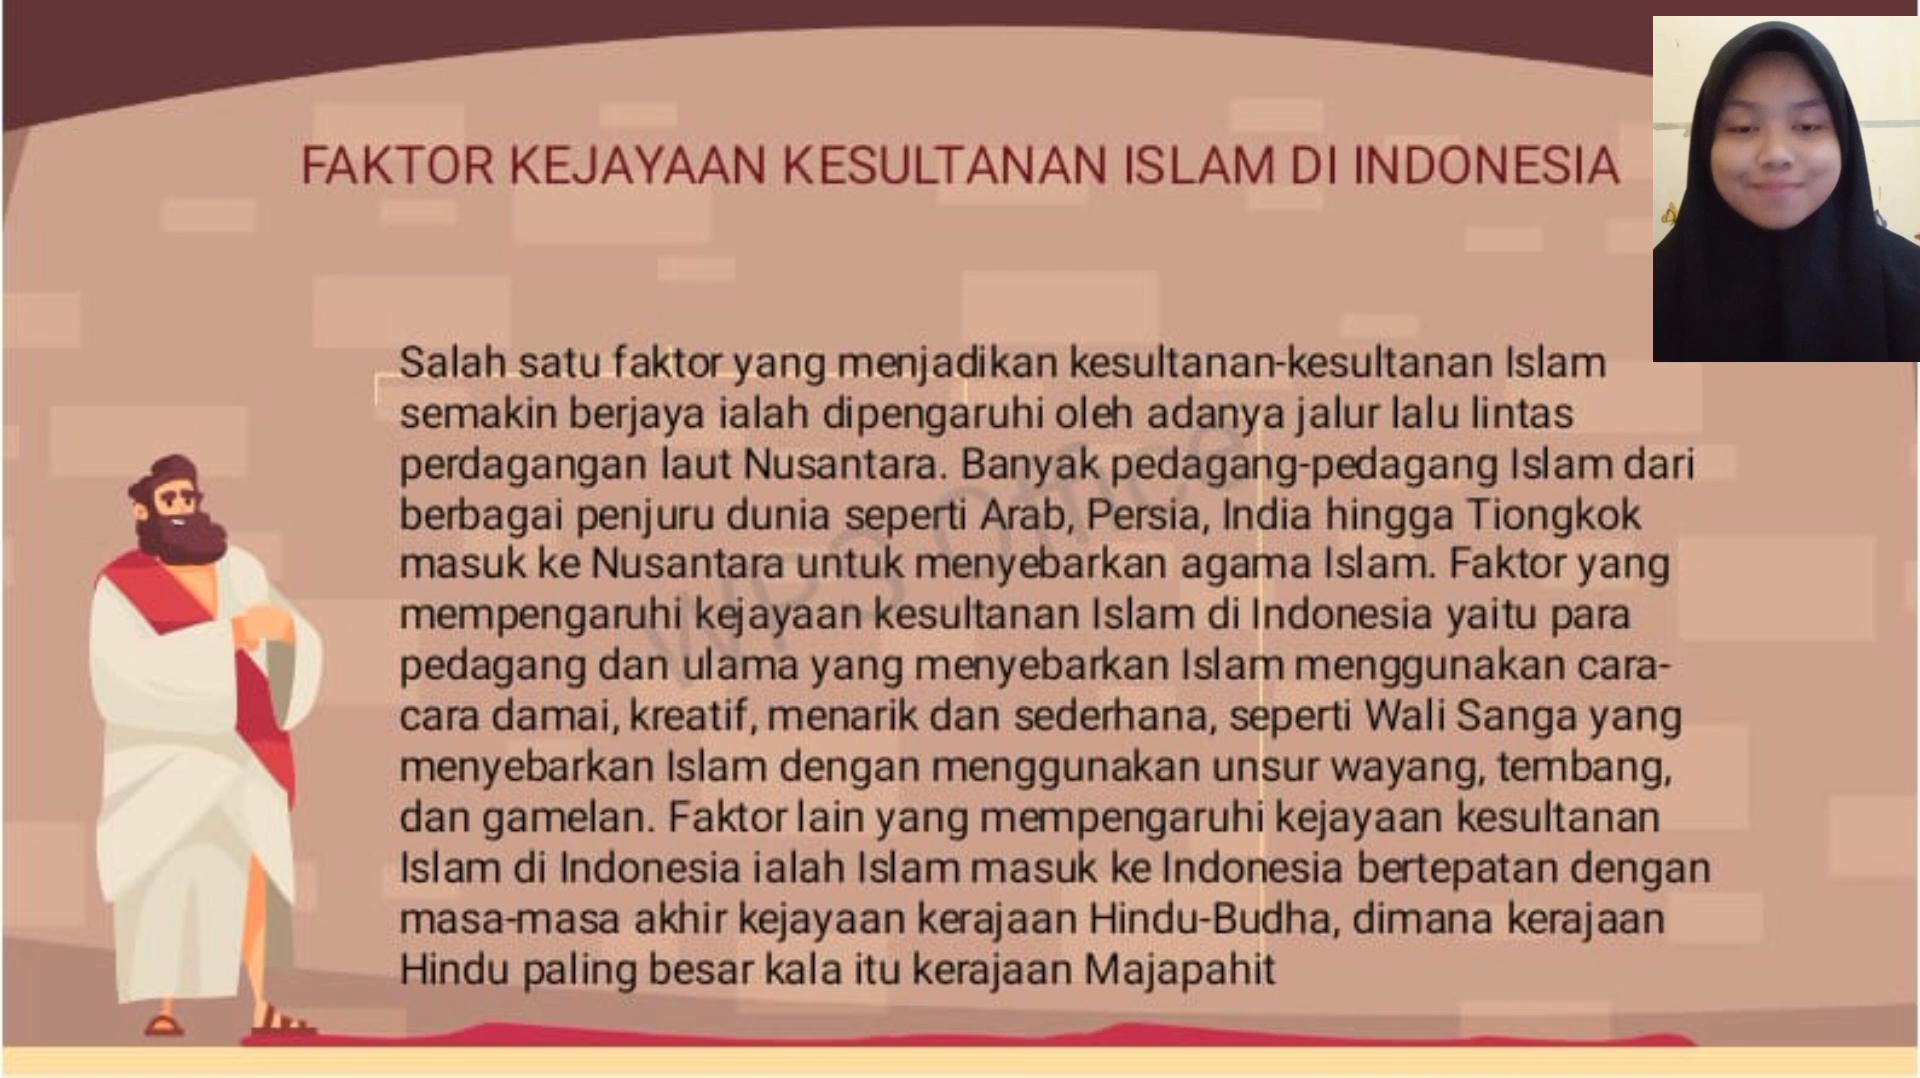 FAKTOR KEJAYAAN KESULTANAN ISLAM DI INDONESIA
Salah satu faktor yang menjadikan kesultanan-kesultanan Islam
semakin berjaya ialah dipengaruhi oleh adanya jalur lalu lintas
perdagangan laut Nusantara. Banyak pedagang-pedagang Islam dari
berbagai penjuru dunia seperti Arab, Persia, India hingga Tiongkok
masuk ke Nusantara untuk menyebarkan agama Islam. Faktor yang
mempengaruhi kejayaan kesultanan Islam di Indonesia yaitu para
pedagang dan ulama yang menyebarkan Islam menggunakan cara-
cara damai, kreatif, menarik dan sederhana, seperti Wali Sanga yang
menyebarkan Islam dengan menggunakan unsur wayang, tembang,
dan gamelan. Faktor lain yang mempengaruhi kejayaan kesultanan
Islam di Indonesia ialah Islam masuk ke Indonesia bertepatan dengan
masa-masa akhir kejayaan kerajaan Hindu-Budha, dimana kerajaan
Hindu paling besar kala itu kerajaan Majapahit
WPS Office